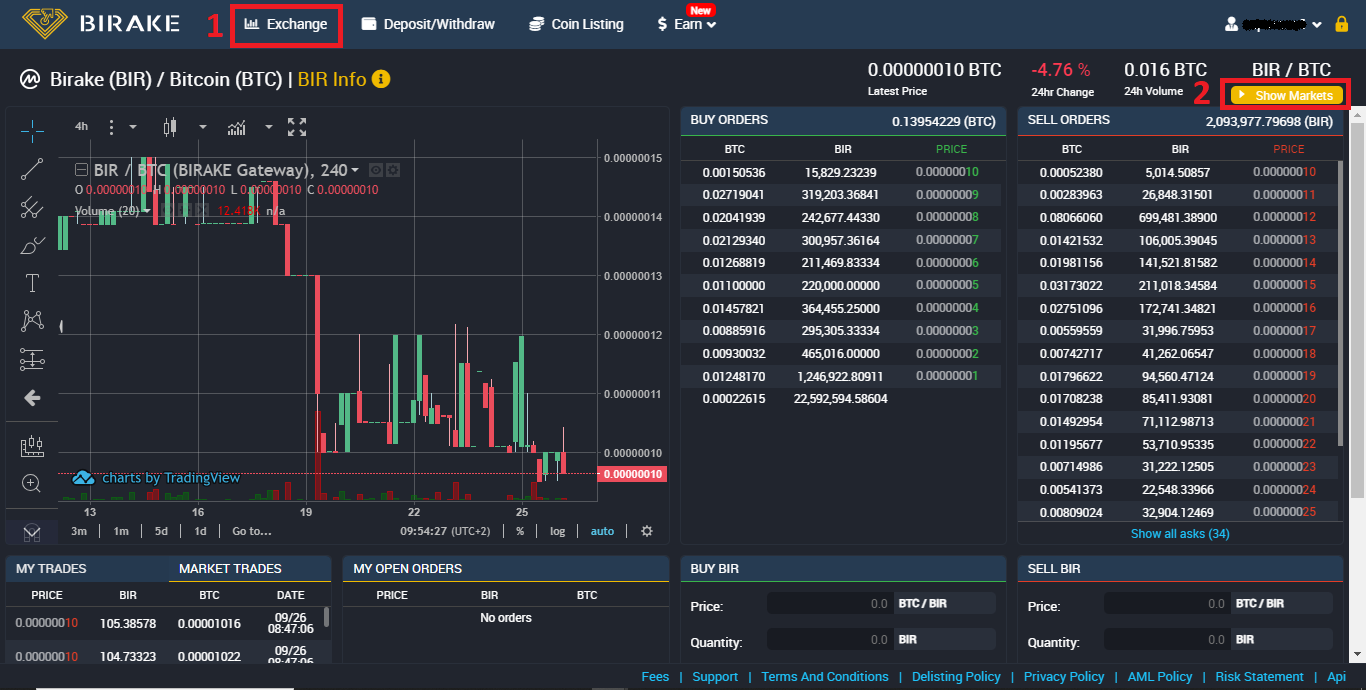 BIRAKE
1
Exchange
Deposit/Withdraw
Coin Listing
$ Earn
New
Birake (BIR) / Bitcoin (BTC) | BIR Info
0.00000010 BTC
Latest Price
-4.76 %
24hr Change
0.016 BTC
24h Volume
BIR / BTC
2
Show Markets
4h
BIR / BTC (BIRAKE Gateway), 240
O 0.00000010 H 0.00000010 L 0.00000010 C 0.00000010
Volume (20)
n/a
0.00000015
0.00000014
0.00000013
0.00000012
0.00000011
0.00000010
0.00000010
charts by TradingView
13 16 19 22 25
3m 1m 5d 1d Go to...
09:54:27 (UTC+2) % log auto
BUY ORDERS 0.13954229 (BTC)
BTC BIR PRICE
0.00150536 15,829.23239 0.00000010
0.02719041 319,203.36841 0.00000009
0.02041939 242,677.44330 0.00000008
0.02129340 300,957.36164 0.00000007
0.01268819 211,469.83334 0.00000006
0.01100000 220,000.00000 0.00000005
0.01457821 364,455.25000 0.00000004
0.00885916 295,305.33334 0.00000003
0.00930032 465,016.00000 0.00000002
0.01248170 1,246,922.80911 0.00000001
0.00022615 22,592,594.58604
SELL ORDERS 2,093,977.79698 (BIR)
BTC BIR PRICE
0.00052380 5,014.50857 0.00000010
0.00283963 26,848.31501 0.00000011
0.08066060 699,481.38900 0.00000012
0.01421532 106,005.39045 0.00000013
0.01981156 141,521.81582 0.00000014
0.03173022 211,018.34584 0.00000015
0.02751096 172,741.34821 0.00000016
0.00559559 31,996.75953 0.00000017
0.00742717 41,262.06547 0.00000018
0.01796622 94,560.47124 0.00000019
0.01708238 85,411.93081 0.00000020
0.01492954 71,112.98713 0.00000021
0.01195677 53,710.95335 0.00000022
0.00714986 31,222.12505 0.00000023
0.00541373 22,548.33966 0.00000024
0.00809024 32,904.12469 0.00000025
Show all asks (34)
MY TRADES MARKET TRADES
PRICE BIR BTC DATE
0.00000010 105.38578 0.00001016 09/26
08:47:06
0.00000010 104.73323 0.00001022 09/26
08:47:06
MY OPEN ORDERS
PRICE BIR BTC
No orders
BUY BIR
Price: 0.0 BTC / BIR
Quantity: 0.0 BIR
SELL BIR
Price: 0.0 BTC / BIR
Quantity: 0.0 BIR
Fees | Support | Terms And Conditions | Delisting Policy | Privacy Policy | AML Policy | Risk Statement | Api